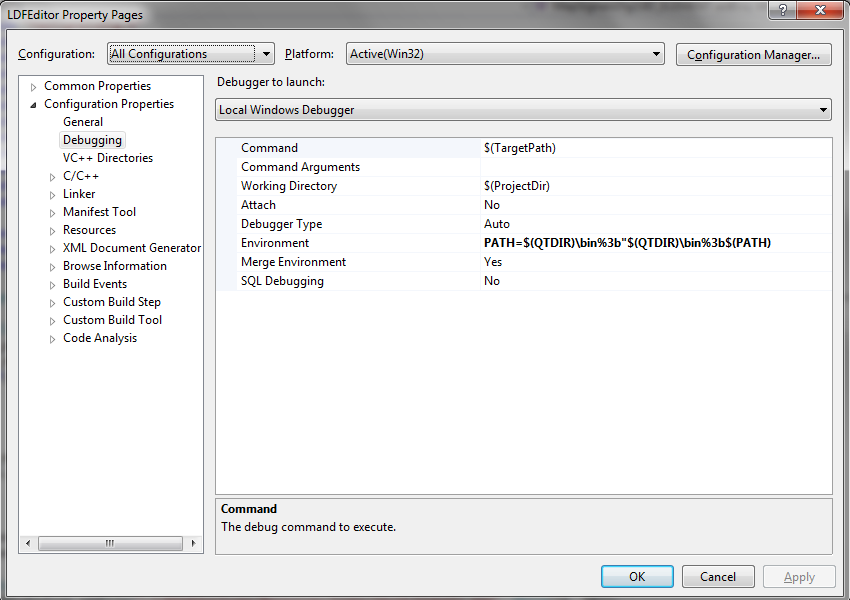 LDFEditor Property Pages
Configuration: All Configurations Platform: Active(Win32) Configuration Manager...
Common Properties
Configuration Properties
General
Debugging
VC++ Directories
C/C++
Linker
Manifest Tool
Resources
XML Document Generator
Browse Information
Build Events
Custom Build Step
Custom Build Tool
Code Analysis
Debugger to launch:
Local Windows Debugger
Command $(TargetPath)
Command Arguments
Working Directory $(ProjectDir)
Attach No
Debugger Type Auto
Environment PATH=$(QTDIR)\bin%3b"$(QTDIR)\bin%3b$(PATH)
Merge Environment Yes
SQL Debugging No
Command
The debug command to execute.
OK Cancel Apply